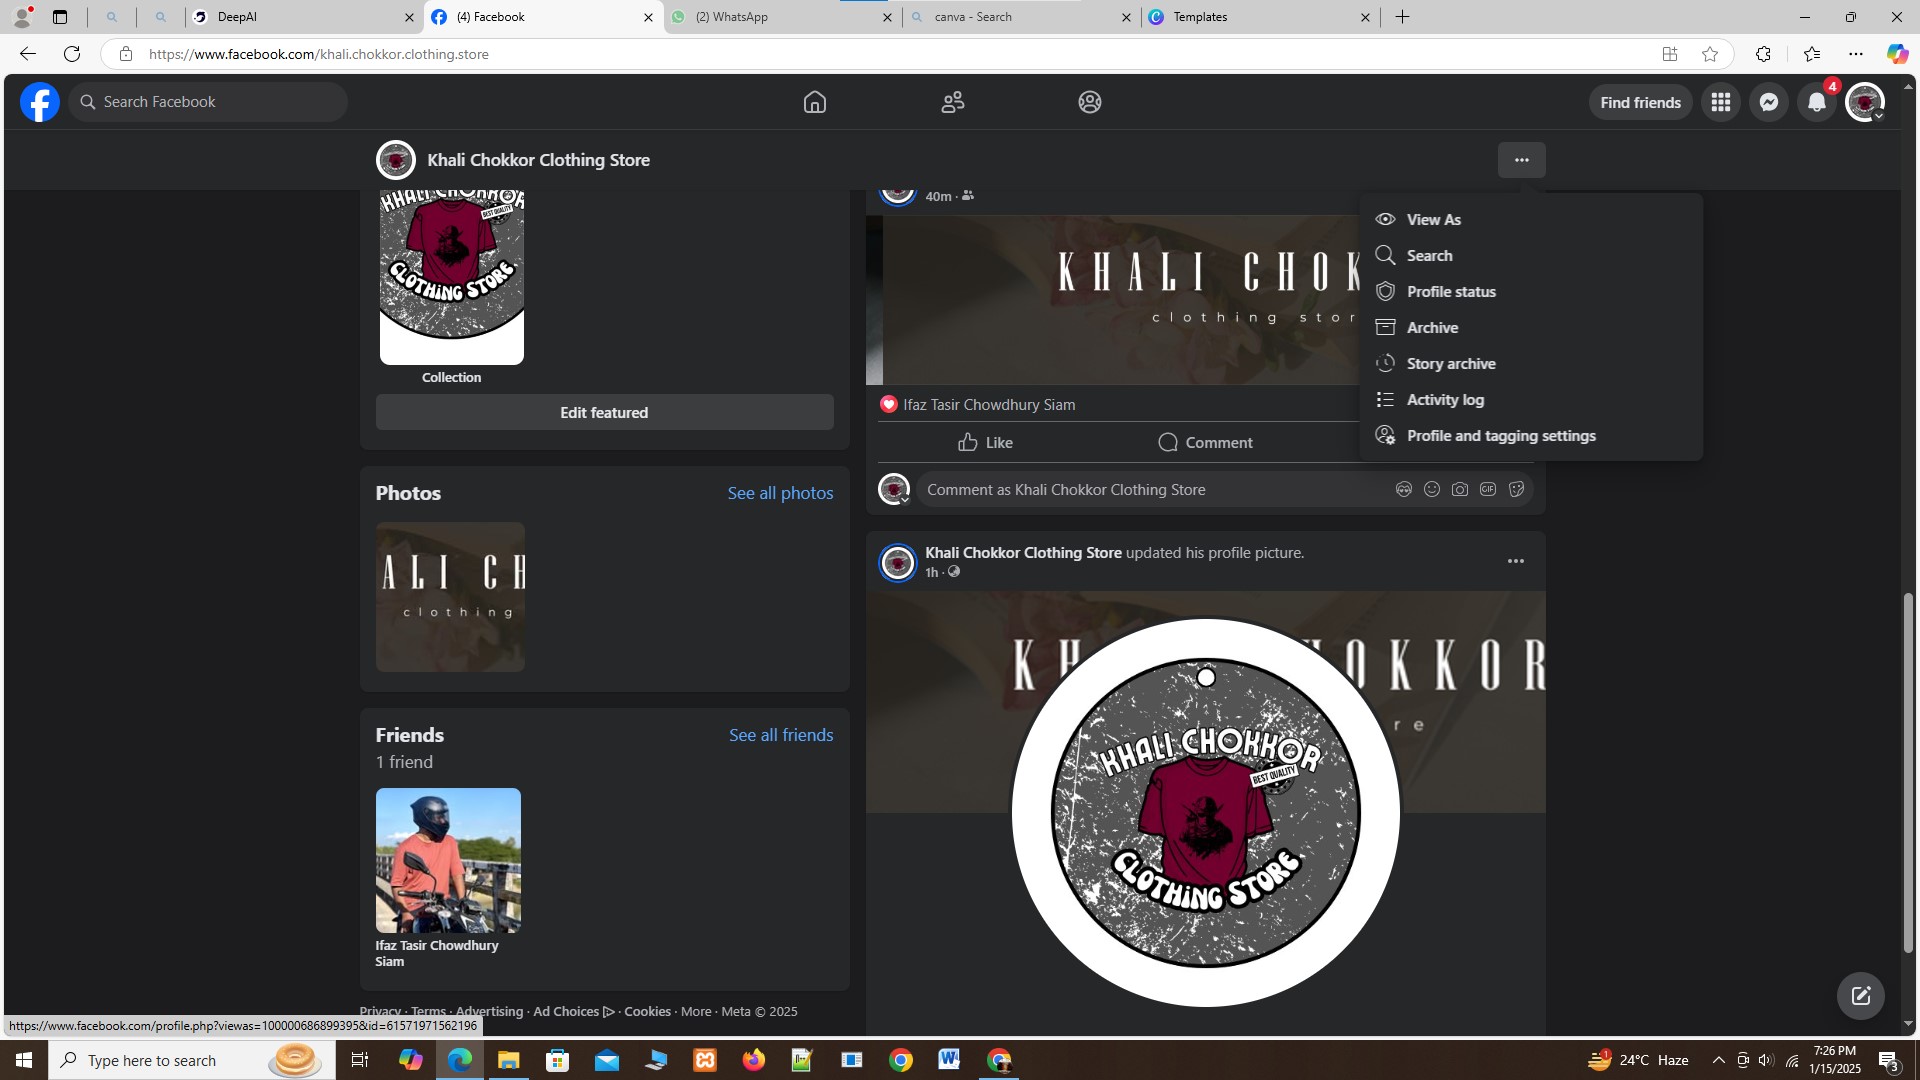 DeepAI
(4) Facebook
(2) WhatsApp
canva - Search
Templates
https://www.facebook.com/khali.chokkor.clothing.store
Search Facebook
Find friends
4
Khali Chokkor Clothing Store
KHALI CHOKKOR
BEST QUALITY
CLOTHING STORE
Collection
Edit featured
Photos
See all photos
ALI CH
clothing
Friends
1 friend
See all friends
Ifaz Tasir Chowdhury
Siam
Privacy · Terms · Advertising · Ad Choices · Cookies · More · Meta © 2025
40m ·
KHALI CHOK
clothing stor
Ifaz Tasir Chowdhury Siam
Like
Comment
Comment as Khali Chokkor Clothing Store
GIF
View As
Search
Profile status
Archive
Story archive
Activity log
Profile and tagging settings
Khali Chokkor Clothing Store updated his profile picture.
1h ·
KH
OKKOR
re
KHALI CHOKKOR
BEST QUALITY
CLOTHING STORE
https://www.facebook.com/profile.php?viewas=100000686899395&id=61571971562196
Type here to search
24°C Haze
7:26 PM
1/15/2025
3